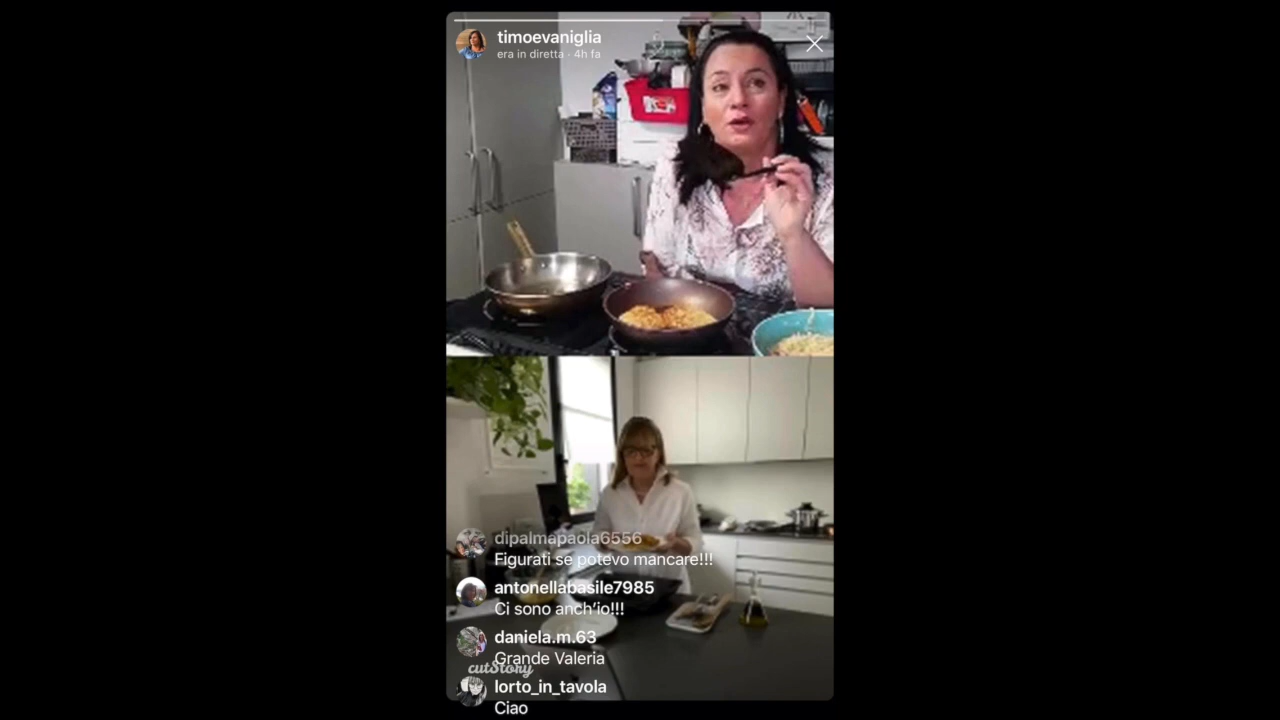 timoevaniglia
era in diretta · 4h fa
dipalmapaola6556
Figurati se potevo mancare!!!
antonellabasile7985
Ci sono anch'io!!!
daniela.m.63
Grande Valeria
cutStory
lorto_in_tavola
Ciao